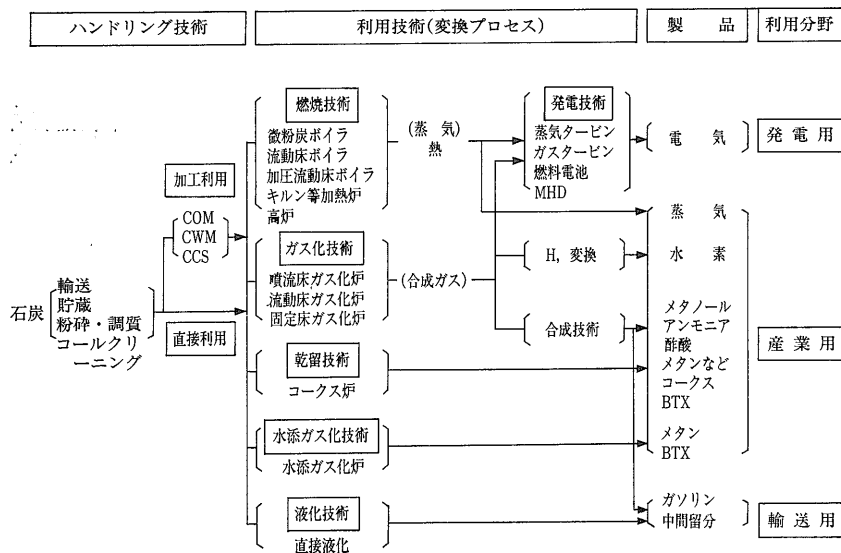 ハンドリング技術
利用技術(変換プロセス)
製 品
利用分野
石炭
輸送
貯蔵
粉砕・調質
コールクリ
ーニング
加工利用
COM
CWM
CCS
直接利用
燃焼技術
微粉炭ボイラ
流動床ボイラ
加圧流動床ボイラ
キルン等加熱炉
高炉
(蒸 気)
熱
ガス化技術
噴流床ガス化炉
流動床ガス化炉
固定床ガス化炉
(合成ガス)
乾留技術
コークス炉
水添ガス化技術
水添ガス化炉
液化技術
直接液化
発電技術
蒸気タービン
ガスタービン
燃料電池
MHD
H, 変換
合成技術
電 気
蒸 気
水 素
メタノール
アンモニア
酢酸
メタンなど
コークス
BTX
メタン
BTX
ガソリン
中間留分
発 電 用
産 業 用
輸 送 用